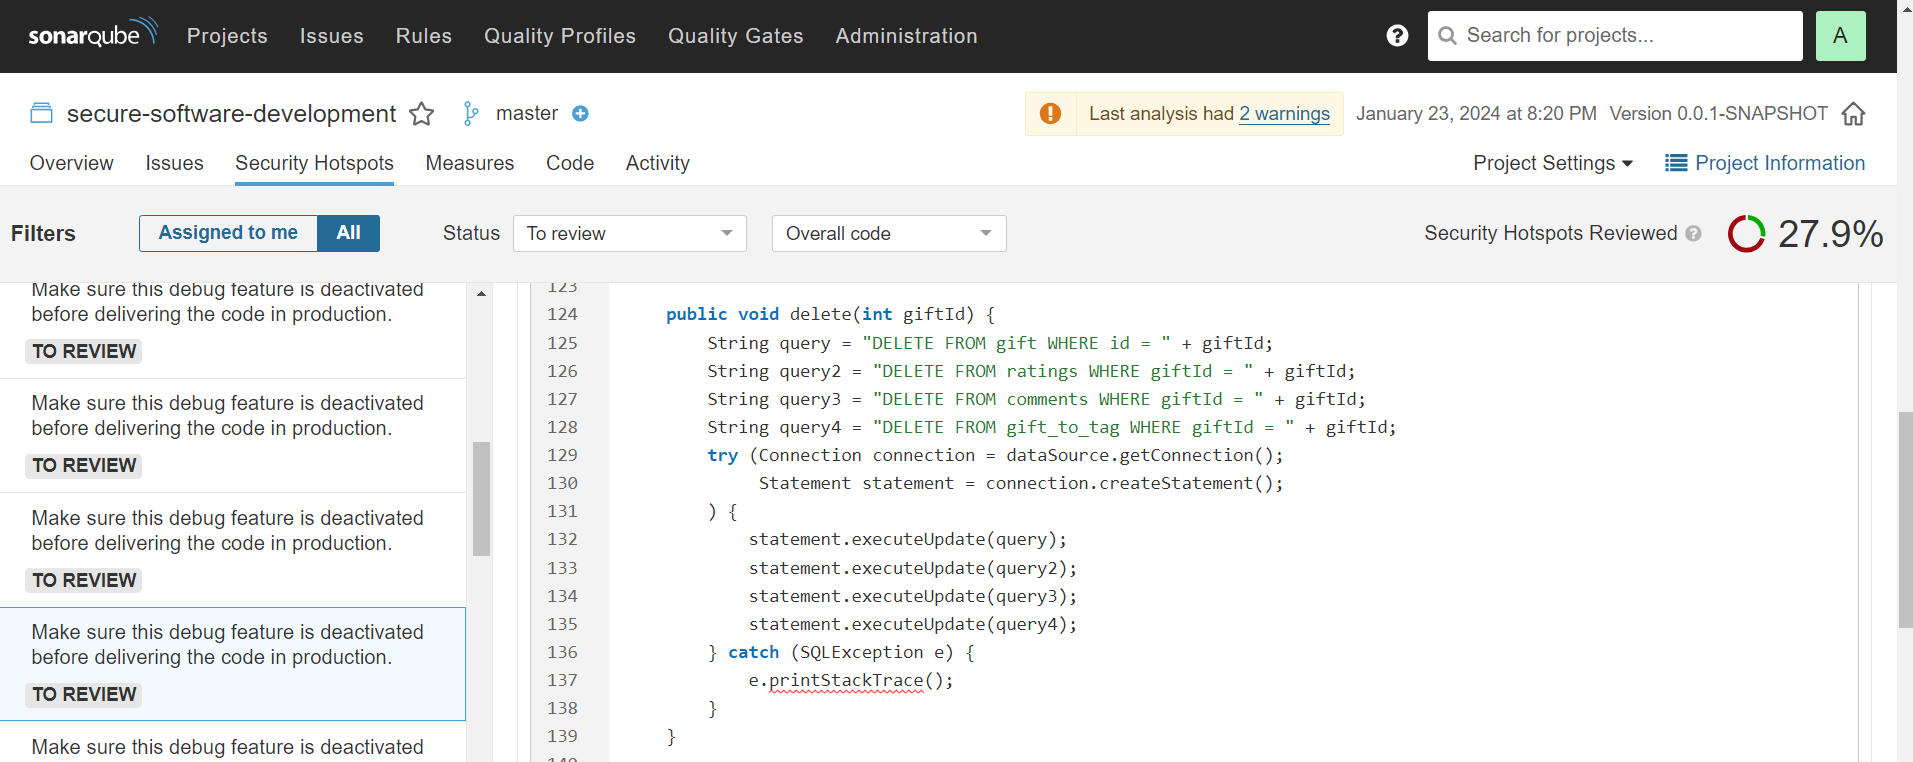 sonarqube Projects Issues Rules Quality Profiles Quality Gates Administration ? Search for projects... A
secure-software-development master Last analysis had 2 warnings January 23, 2024 at 8:20 PM Version 0.0.1-SNAPSHOT
Overview Issues Security Hotspots Measures Code Activity Project Settings Project Information
Filters Assigned to me All Status To review Overall code Security Hotspots Reviewed ? 27.9%
Make sure this debug feature is deactivated
before delivering the code in production.
TO REVIEW
Make sure this debug feature is deactivated
before delivering the code in production.
TO REVIEW
Make sure this debug feature is deactivated
before delivering the code in production.
TO REVIEW
Make sure this debug feature is deactivated
before delivering the code in production.
TO REVIEW
Make sure this debug feature is deactivated
123
124 public void delete(int giftId) {
125 String query = "DELETE FROM gift WHERE id = " + giftId;
126 String query2 = "DELETE FROM ratings WHERE giftId = " + giftId;
127 String query3 = "DELETE FROM comments WHERE giftId = " + giftId;
128 String query4 = "DELETE FROM gift_to_tag WHERE giftId = " + giftId;
129 try (Connection connection = dataSource.getConnection();
130 Statement statement = connection.createStatement();
131 ) {
132 statement.executeUpdate(query);
133 statement.executeUpdate(query2);
134 statement.executeUpdate(query3);
135 statement.executeUpdate(query4);
136 } catch (SQLException e) {
137 e.printStackTrace();
138 }
139 }
140